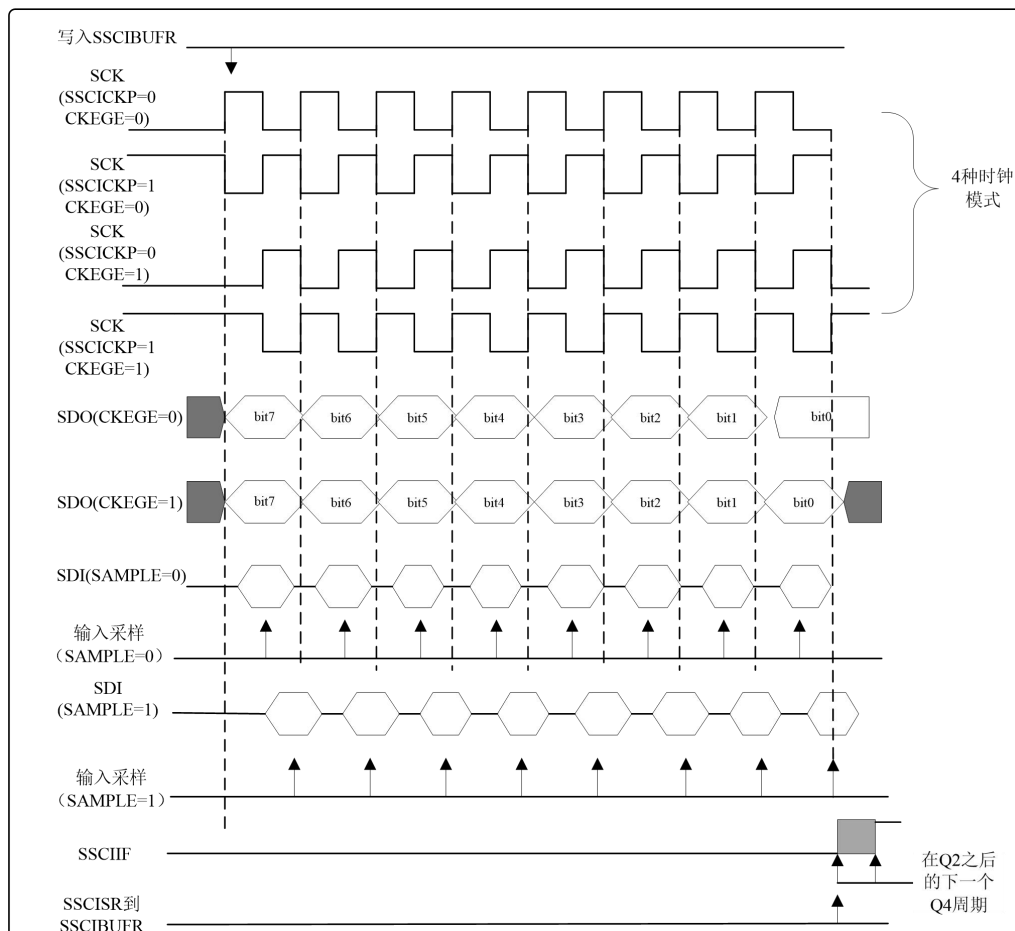 写入SSCIBUFR
SCK
(SSCICKP=0
CKEGE=0)
SCK
(SSCICKP=1
CKEGE=0)
SCK
(SSCICKP=0
CKEGE=1)
SCK
(SSCICKP=1
CKEGE=1)
4种时钟
模式
SDO(CKEGE=0)
bit7 bit6 bit5 bit4 bit3 bit2 bit1 bit0
SDO(CKEGE=1)
bit7 bit6 bit5 bit4 bit3 bit2 bit1 bit0
SDI(SAMPLE=0)
输入采样
（SAMPLE=0）
SDI
(SAMPLE=1)
输入采样
（SAMPLE=1）
SSCIIF
在Q2之后
的下一个
Q4周期
SSCISR到
SSCIBUFR